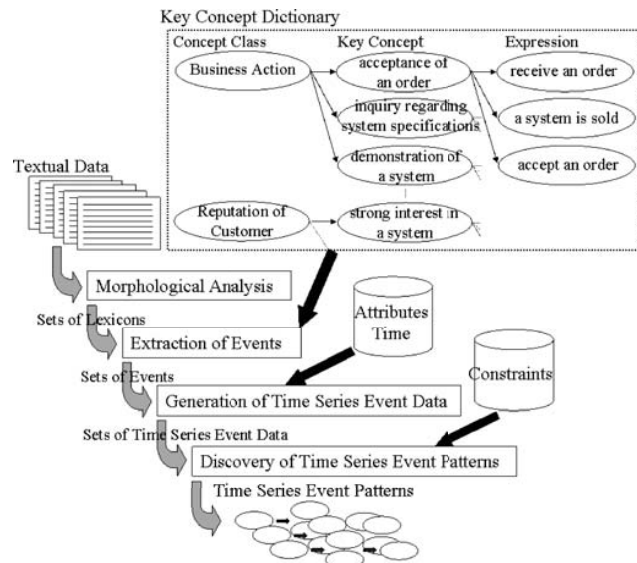 Key Concept Dictionary
Concept Class
Key Concept
Expression
Business Action
acceptance of
an order
receive an order
inquiry regarding
system specifications
a system is sold
demonstration of
a system
accept an order
Textual Data
Reputation of
Customer
strong interest in
a system
Morphological Analysis
Sets of Lexicons
Extraction of Events
Attributes
Time
Sets of Events
Generation of Time Series Event Data
Constraints
Sets of Time Series Event Data
Discovery of Time Series Event Patterns
Time Series Event Patterns